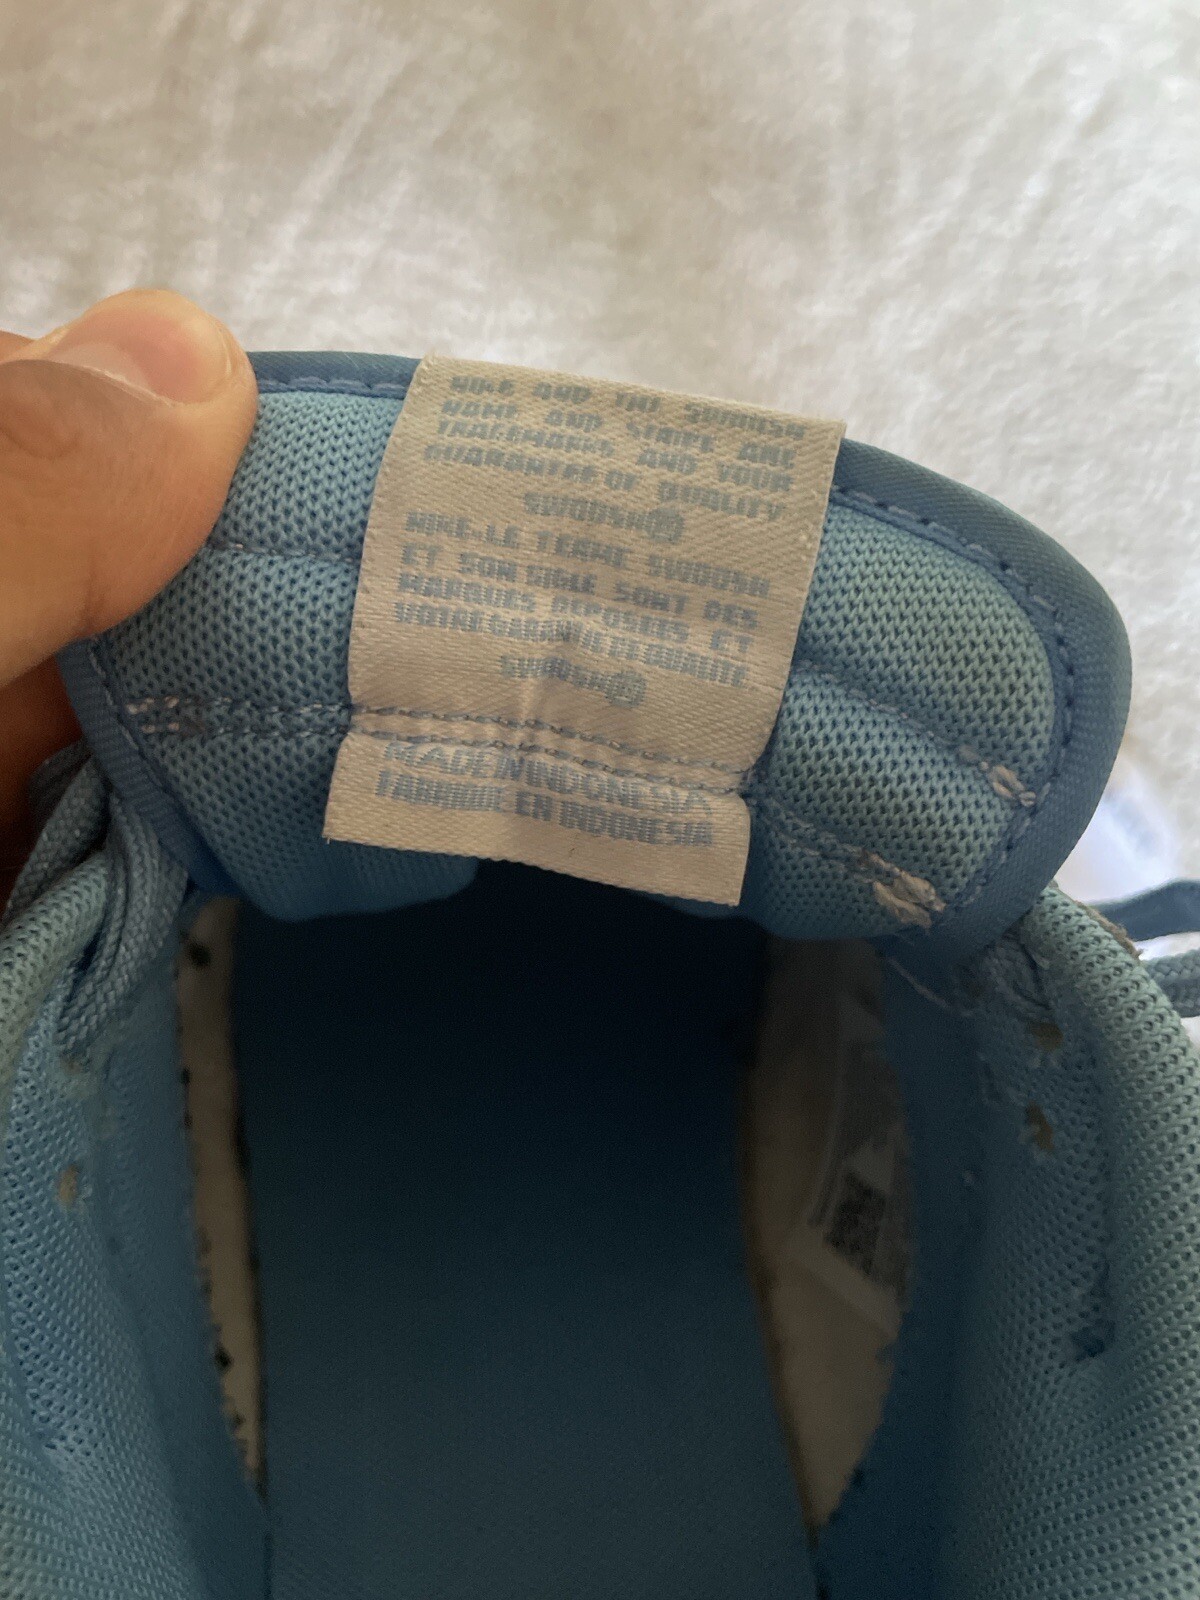 NIKE AND THE SWOOSH
NAME AND STRIPE ARE
TRADEMARKS AND YOUR
GUARANTEE OF QUALITY.
SWOOSH®
NIKE.LE TERME SWOOSH
ET SON SIGLE SONT DES
MARQUES DEPOSEES ET
VOTRE GARANTIE DE QUALITE.
SWOOSH®
MADE IN INDONESIA
FABRIQUE EN INDONESIA